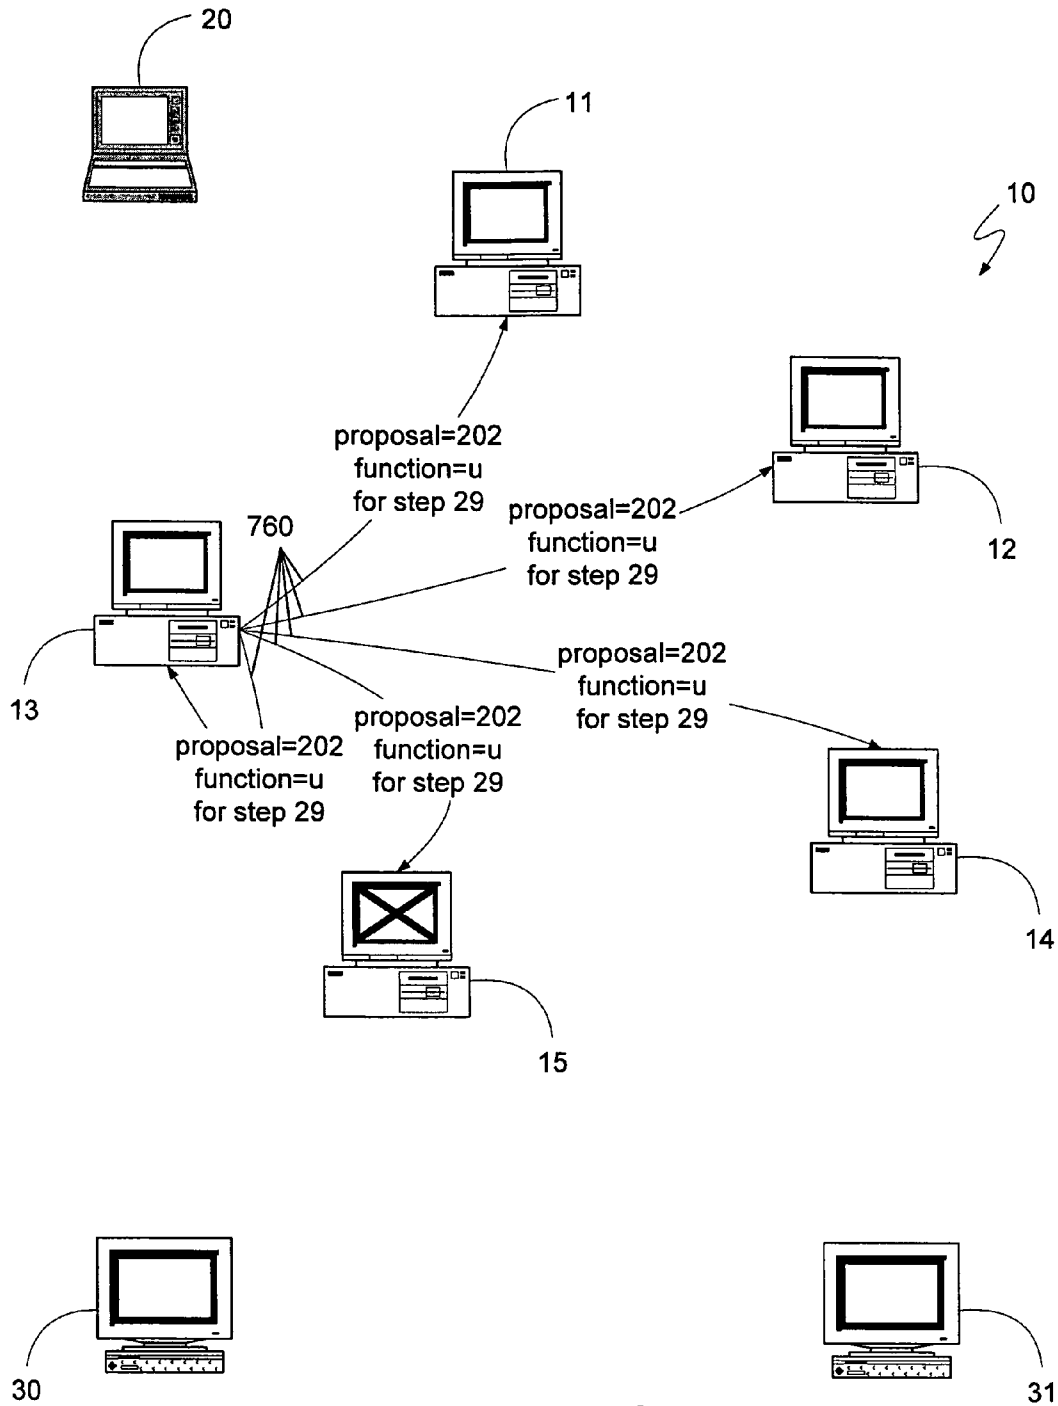 20
11
10
proposal=202
function=u
for step 29
12
proposal=202
function=u
for step 29
760
13
proposal=202
function=u
for step 29
proposal=202
function=u
for step 29
proposal=202
function=u
for step 29
14
15
30
31